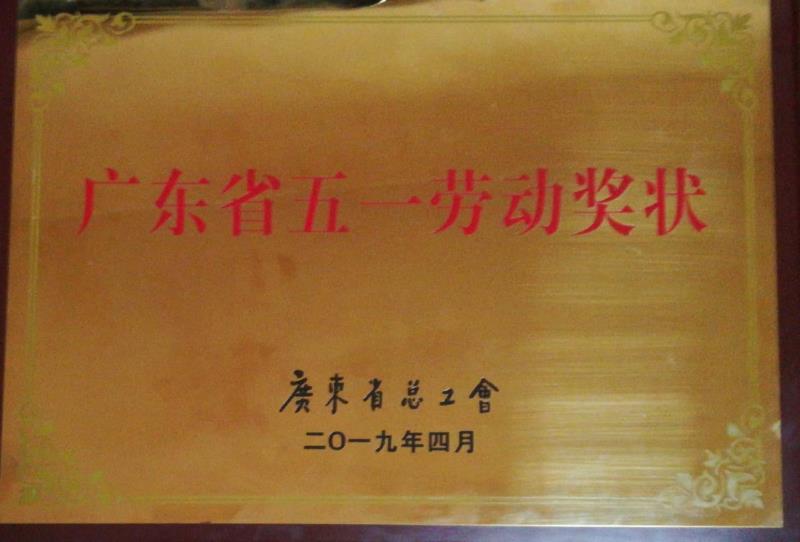 广东省五一劳动奖状
廣東省总工會
二〇一九年四月